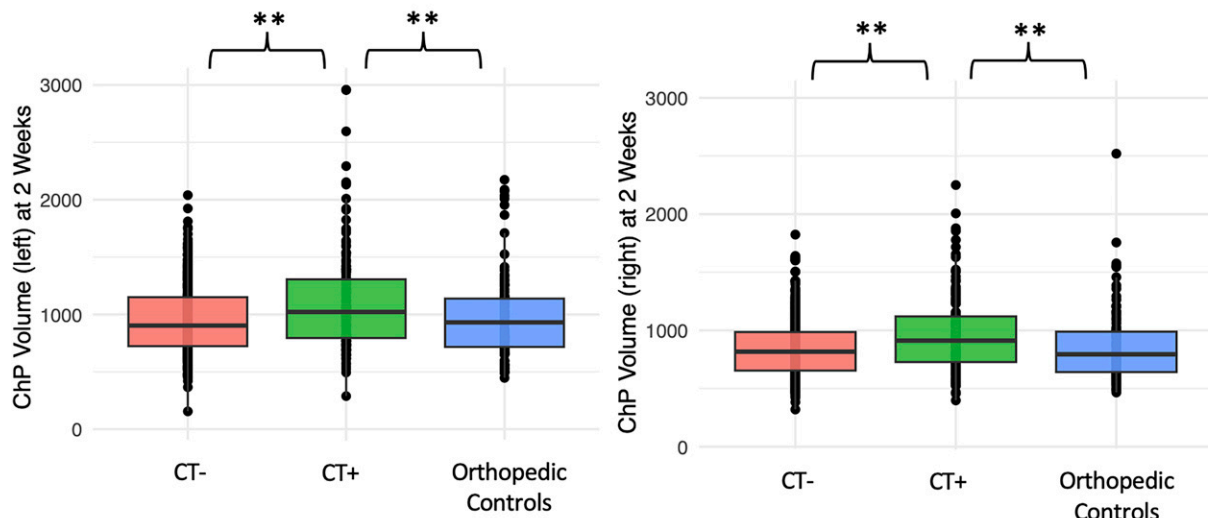 ** **
ChP Volume (left) at 2 Weeks
3000
2000
1000
0
CT-
CT+
Orthopedic
Controls
** **
ChP Volume (right) at 2 Weeks
3000
2000
1000
0
CT-
CT+
Orthopedic
Controls